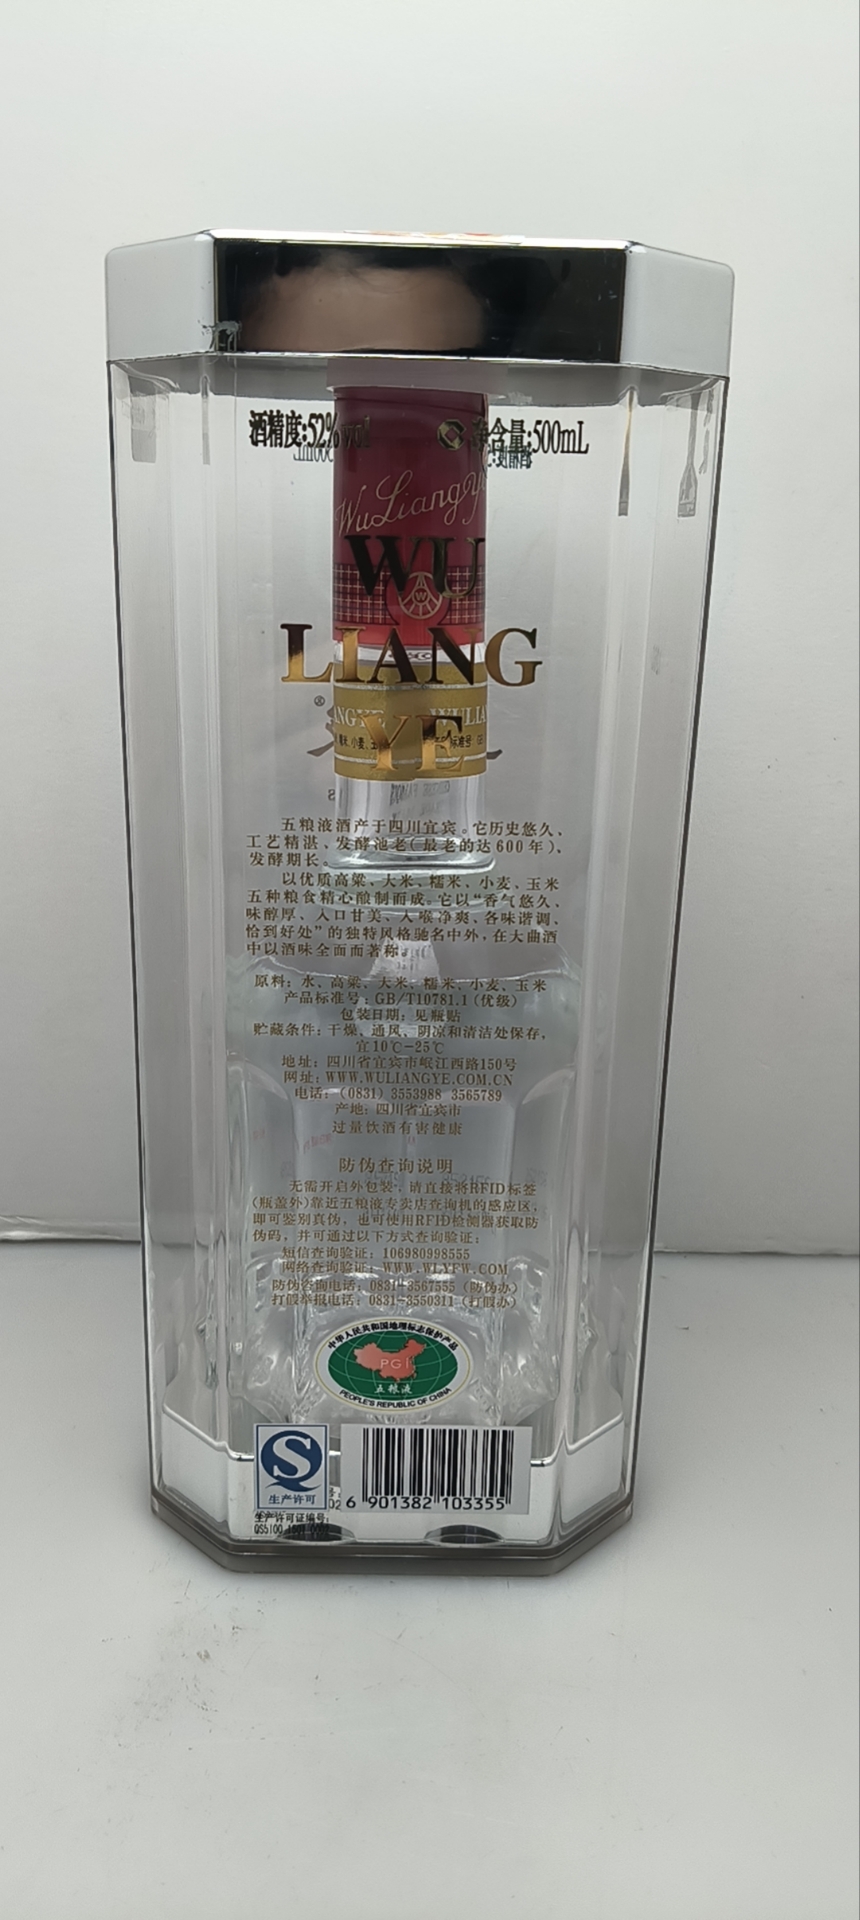 酒精度:52%vol 净含量:500mL
WuLiangYe
WU
LIANG
YE
五粮液酒产于四川宜宾。它历史悠久、
工艺精湛、发酵池老(最老的达600年)、
发酵期长。
以优质高粱、大米、糯米、小麦、玉米
五种粮食精心酿制而成。它以“香气悠久、
味醇厚、入口甘美、入喉净爽、各味谐调、
恰到好处”的独特风格驰名中外,在大曲酒
中以酒味全面而著称。
原料:水、高粱、大米、糯米、小麦、玉米
产品标准号:GB/T10781.1(优级)
包装日期:见瓶贴
贮藏条件:干燥、通风、阴凉和清洁处保存,
宜10℃-25℃
地址:四川省宜宾市岷江西路150号
网址:WWW.WULIANGYE.COM.CN
电话:(0831) 3553988 3565789
产地:四川省宜宾市
过量饮酒有害健康
防伪查询说明
无需开启外包装,请直接将RFID标签
(瓶盖外)靠近五粮液专卖店查询机的感应区,
即可鉴别真伪,也可使用RFID检测器获取防
伪码,并可通过以下方式查询验证:
短信查询验证:106980998555
网络查询验证:WWW.WLYFW.COM
防伪咨询电话:0831-3567555(防伪办)
打假举报电话:0831-3550311(打假办)
中华人民共和国地理标志保护产品
PGI
五粮液
PEOPLE'S REPUBLIC OF CHINA
生产许可
6 901382 103355
生产许可证编号: